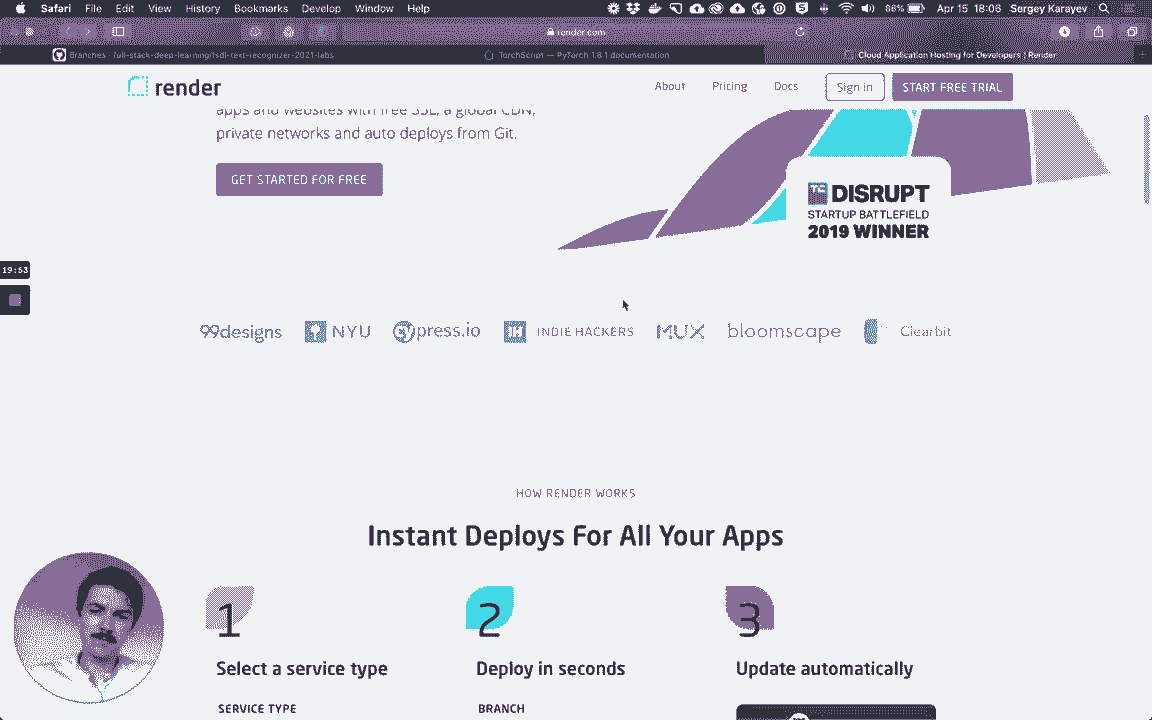 Safari File Edit View History Bookmarks Develop Window Help 88% Apr 15 18:06 Sergey Karayev
render.com
Branches · full-stack-deep-learning/fsdl-text-recognizer-2021-labs TorchScript — PyTorch 1.8.1 documentation Cloud Application Hosting for Developers | Render
render About Pricing Docs Sign in START FREE TRIAL
apps and websites with free SSL, a global CDN,
private networks and auto deploys from Git.
GET STARTED FOR FREE
TC DISRUPT
STARTUP BATTLEFIELD
2019 WINNER
19:53
99designs NYU cypress.io IH INDIE HACKERS MUX bloomscape Clearbit
HOW RENDER WORKS
Instant Deploys For All Your Apps
1 2 3
Select a service type Deploy in seconds Update automatically
SERVICE TYPE BRANCH